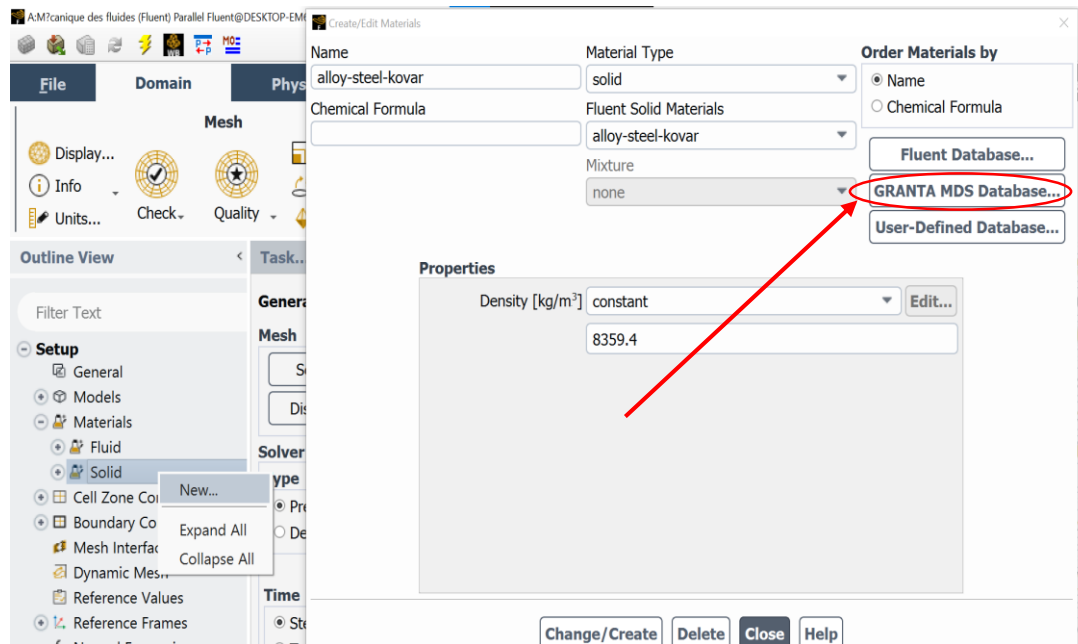 A:M?canique des fluides (Fluent) Parallel Fluent@DESKTOP-EM6
File Domain Phys
Mesh
Display...
Info
Units...
Check
Quality
Outline View
Task..
Filter Text
Setup
General
Models
Materials
Fluid
Solid
Cell Zone Co
Boundary Co
Mesh Interfac
Dynamic Mesh
Reference Values
Reference Frames
New...
Expand All
Collapse All
Genera
Mesh
S
Dis
Solver
ype
Pre
De
Time
Ste
Create/Edit Materials
Name
alloy-steel-kovar
Chemical Formula
Material Type
solid
Fluent Solid Materials
alloy-steel-kovar
Mixture
none
Order Materials by
Name
Chemical Formula
Fluent Database...
GRANTA MDS Database...
User-Defined Database...
Properties
Density [kg/m³] constant Edit...
8359.4
Change/Create Delete Close Help